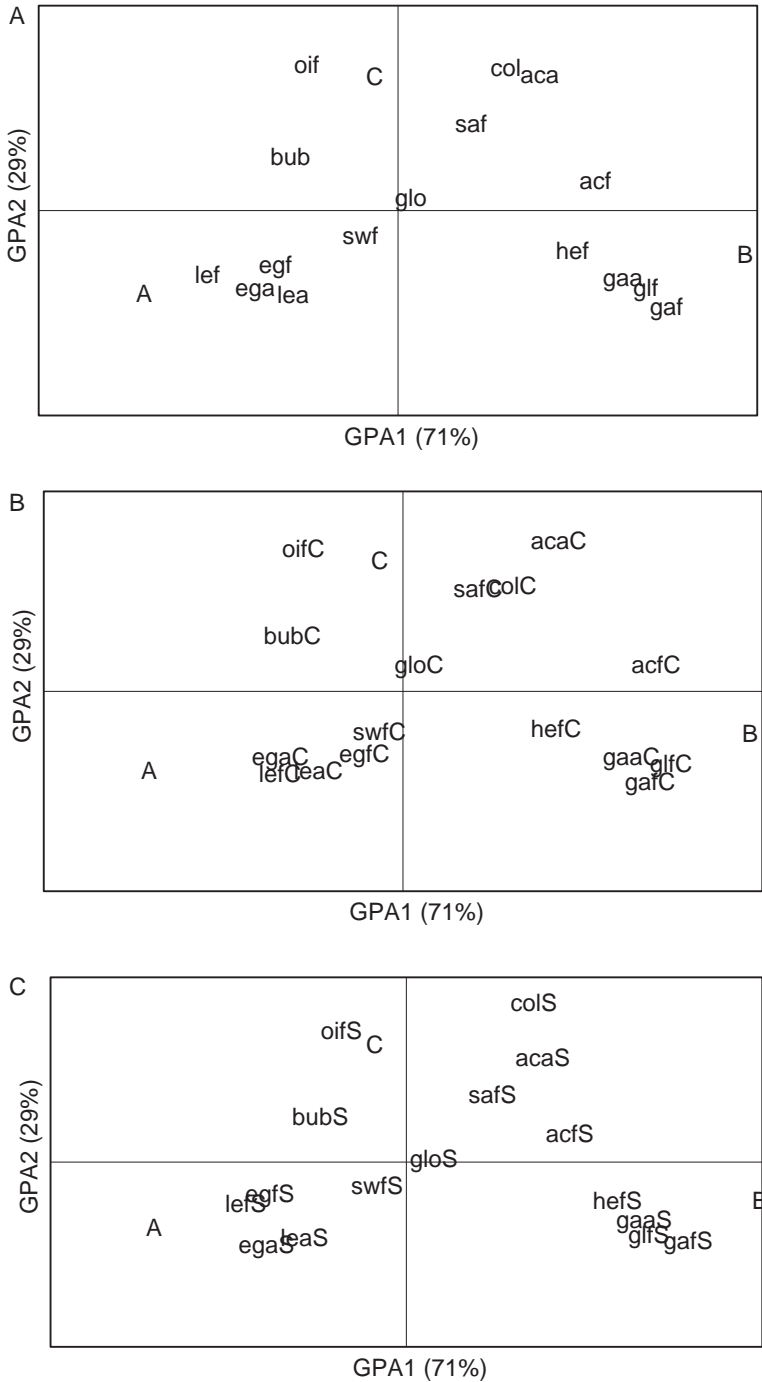 A
oif
C
col
aca
saf
bub
acf
glo
swf
hef
B
egf
lef
gaa
ega
glf
A
lea
gaf
GPA2 (29%)
GPA1 (71%)
B
acaC
oifC
C
safC
colC
bubC
gloC
acfC
swfC
hefC
B
egfC
egaC
gaaC
glfC
A
lefC
leaC
gafC
GPA2 (29%)
GPA1 (71%)
C
colS
oifS
C
acaS
safS
bubS
acfS
gloS
swfS
egfS
lefS
hefS
B
gaaS
A
leaS
glfS
egaS
gafS
GPA2 (29%)
GPA1 (71%)